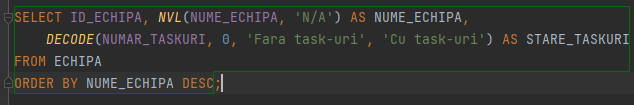 SELECT ID_ECHIPA, NVL(NUME_ECHIPA, 'N/A') AS NUME_ECHIPA,
DECODE(NUMAR_TASKURI, 0, 'Fara task-uri', 'Cu task-uri') AS STARE_TASKURI
FROM ECHIPA
ORDER BY NUME_ECHIPA DESC;